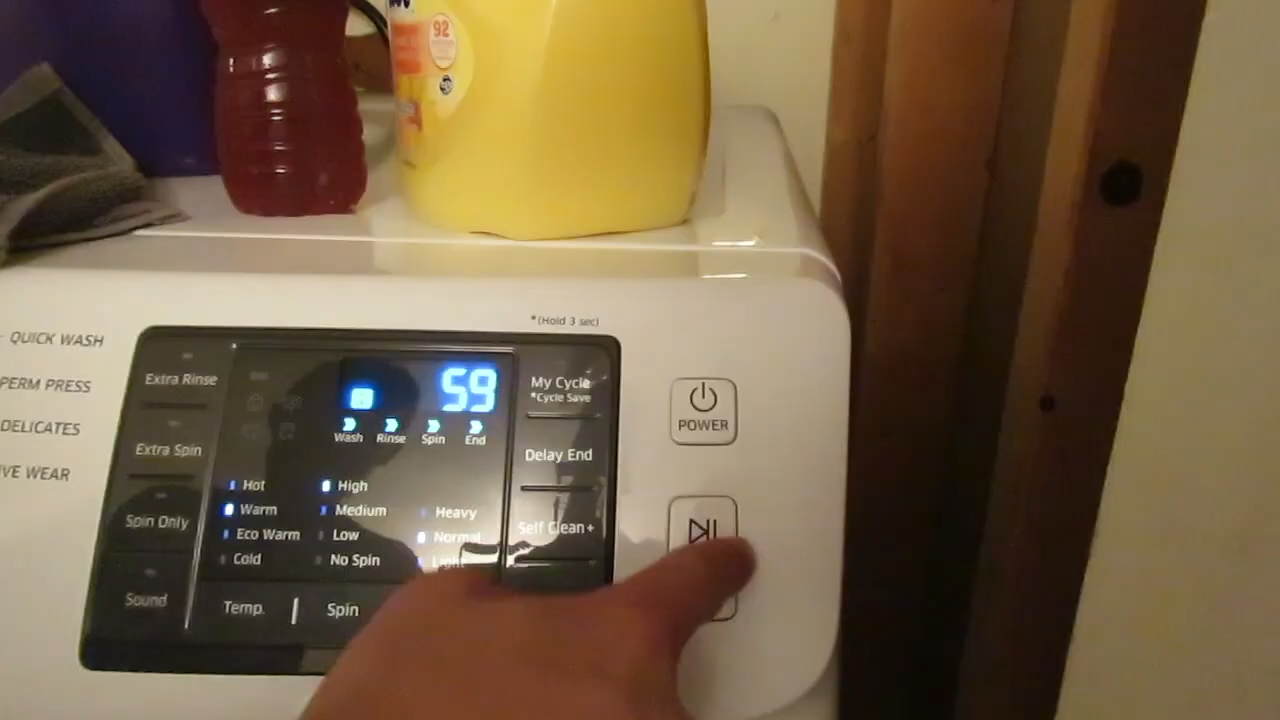 92
*(Hold 3 sec)
QUICK WASH
PERM PRESS
DELICATES
IVE WEAR
Extra Rinse
Extra Spin
Spin Only
Sound
59
Wash Rinse Spin End
Hot High
Warm Medium Heavy
Eco Warm Low Normal
Cold No Spin Light
Temp. Spin
My Cycle
*Cycle Save
Delay End
Self Clean+
POWER